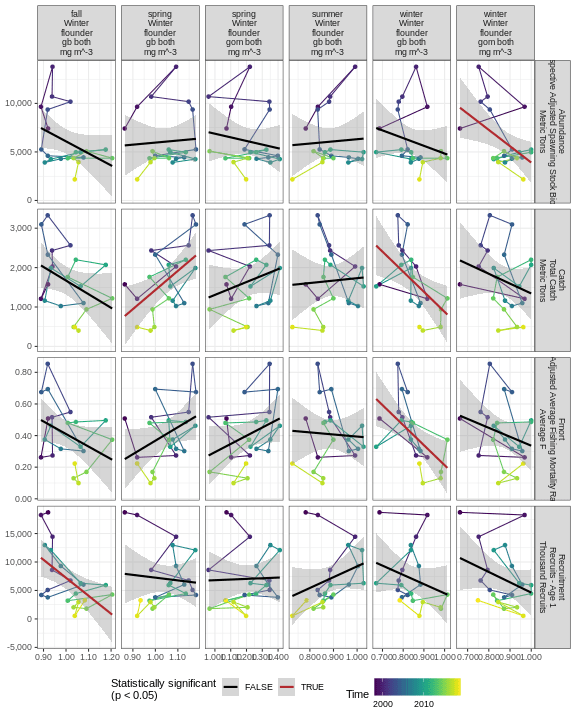 fall
Winter
flounder
gb both
mg m^-3
spring
Winter
flounder
gb both
mg m^-3
spring
Winter
flounder
gom both
mg m^-3
summer
Winter
flounder
gb both
mg m^-3
winter
Winter
flounder
gb both
mg m^-3
winter
Winter
flounder
gom both
mg m^-3
10,000
5,000
0
Abundance
Adjusted Spawning Stock
Metric Tons
3,000
2,000
1,000
0
Catch
Total Catch
Metric Tons
0.80
0.60
0.40
0.20
0.00
Fmort
Adjusted Average Fishing Mortality
Average F
15,000
10,000
5,000
0
-5,000
Recruitment
Recruits - Age 1
Thousand Recruits
0.90 1.00 1.10 1.20
0.90 1.00 1.10
0.800 0.900 1.000
0.700 0.800 0.900 1.000
0.700 0.800 0.900 1.000
Statistically significant
(p < 0.05)
FALSE
TRUE
Time
2000
2010